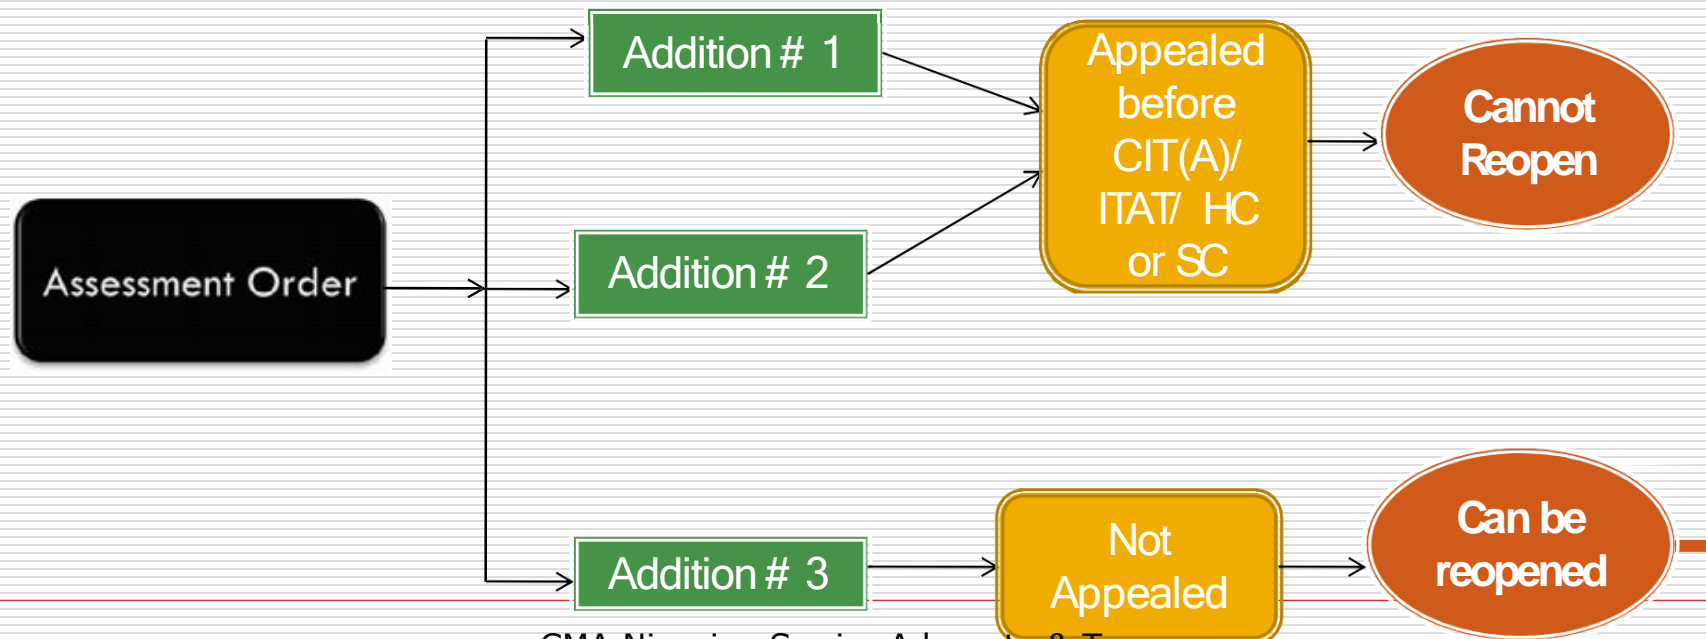 Addition # 1
Appealed
before
CIT(A)/
ITAT/ HC
or SC
Cannot
Reopen
Assessment Order
Addition # 2
Addition # 3
Not
Appealed
Can be
reopened